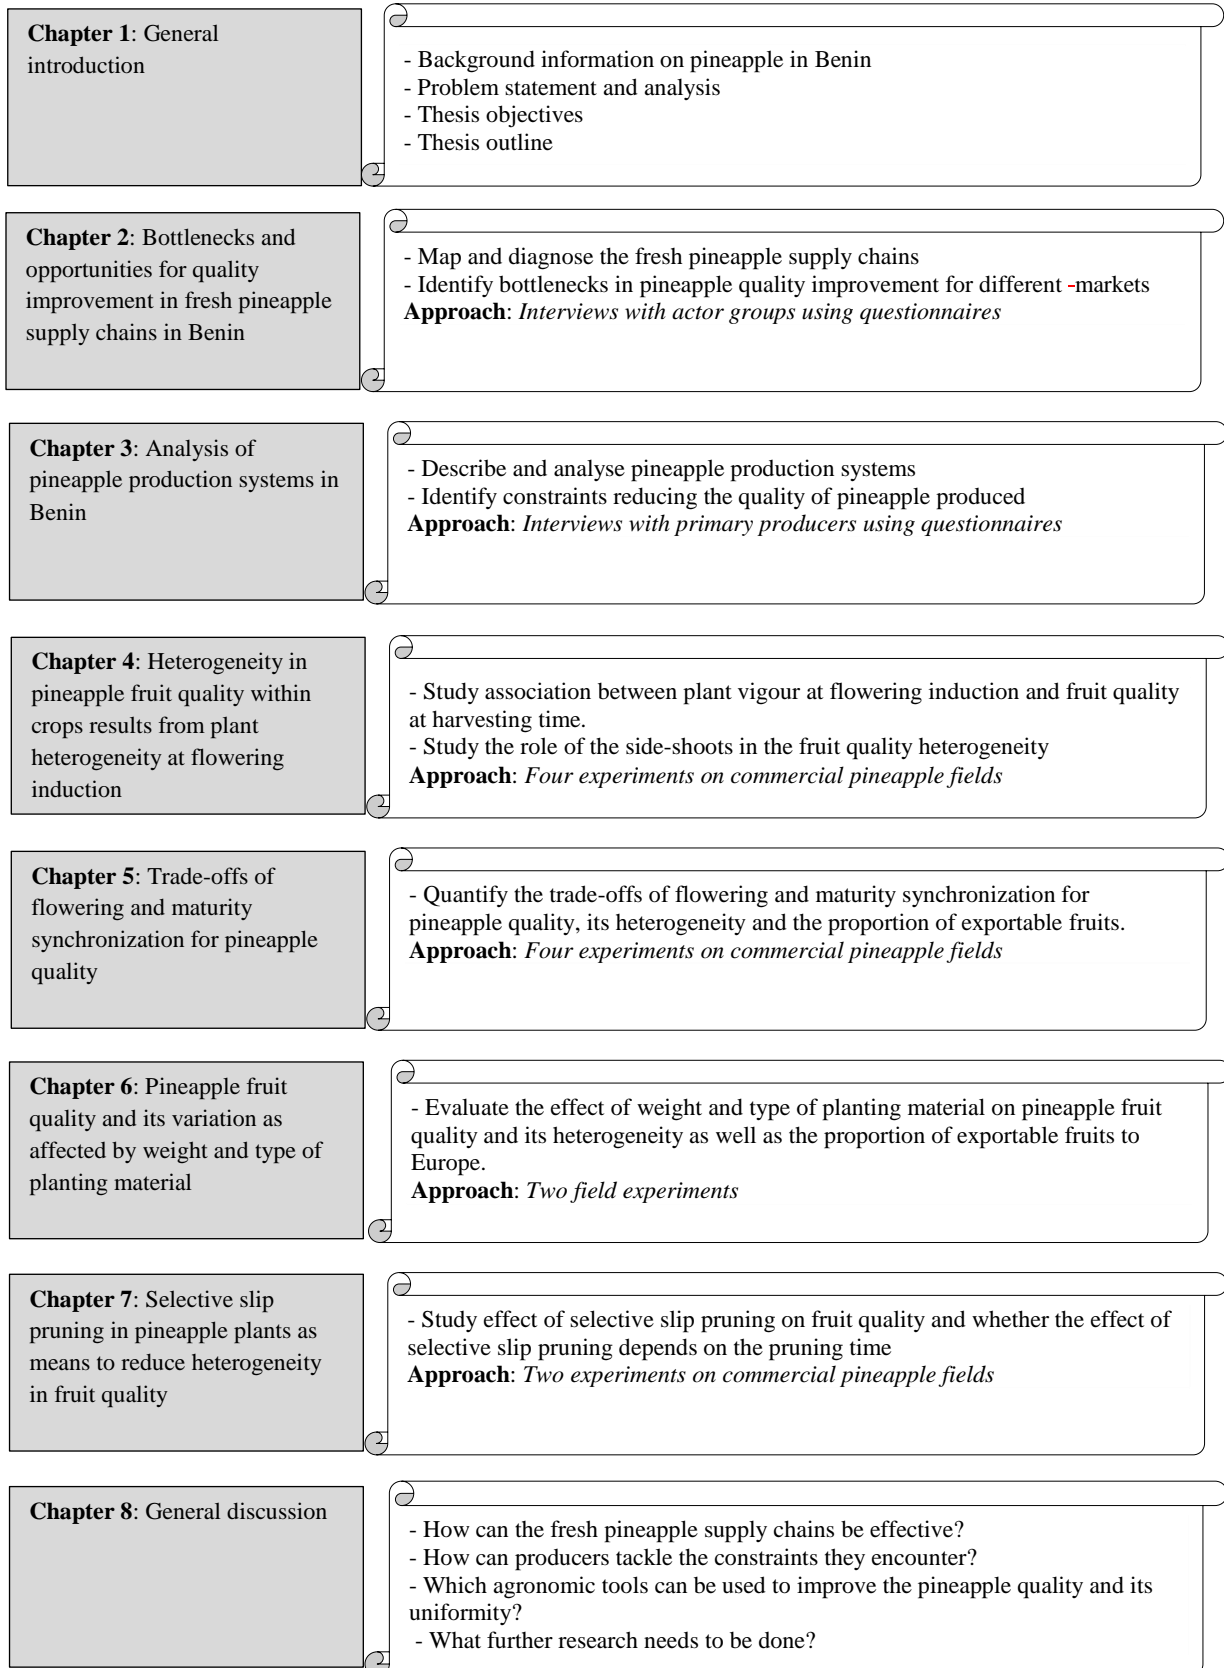 Chapter 1: General
introduction
- Background information on pineapple in Benin
- Problem statement and analysis
- Thesis objectives
- Thesis outline
Chapter 2: Bottlenecks and
opportunities for quality
improvement in fresh pineapple
supply chains in Benin
- Map and diagnose the fresh pineapple supply chains
- Identify bottlenecks in pineapple quality improvement for different -markets
Approach: Interviews with actor groups using questionnaires
Chapter 3: Analysis of
pineapple production systems in
Benin
- Describe and analyse pineapple production systems
- Identify constraints reducing the quality of pineapple produced
Approach: Interviews with primary producers using questionnaires
Chapter 4: Heterogeneity in
pineapple fruit quality within
crops results from plant
heterogeneity at flowering
induction
- Study association between plant vigour at flowering induction and fruit quality
at harvesting time.
- Study the role of the side-shoots in the fruit quality heterogeneity
Approach: Four experiments on commercial pineapple fields
Chapter 5: Trade-offs of
flowering and maturity
synchronization for pineapple
quality
- Quantify the trade-offs of flowering and maturity synchronization for
pineapple quality, its heterogeneity and the proportion of exportable fruits.
Approach: Four experiments on commercial pineapple fields
Chapter 6: Pineapple fruit
quality and its variation as
affected by weight and type of
planting material
- Evaluate the effect of weight and type of planting material on pineapple fruit
quality and its heterogeneity as well as the proportion of exportable fruits to
Europe.
Approach: Two field experiments
Chapter 7: Selective slip
pruning in pineapple plants as
means to reduce heterogeneity
in fruit quality
- Study effect of selective slip pruning on fruit quality and whether the effect of
selective slip pruning depends on the pruning time
Approach: Two experiments on commercial pineapple fields
Chapter 8: General discussion
- How can the fresh pineapple supply chains be effective?
- How can producers tackle the constraints they encounter?
- Which agronomic tools can be used to improve the pineapple quality and its
uniformity?
- What further research needs to be done?